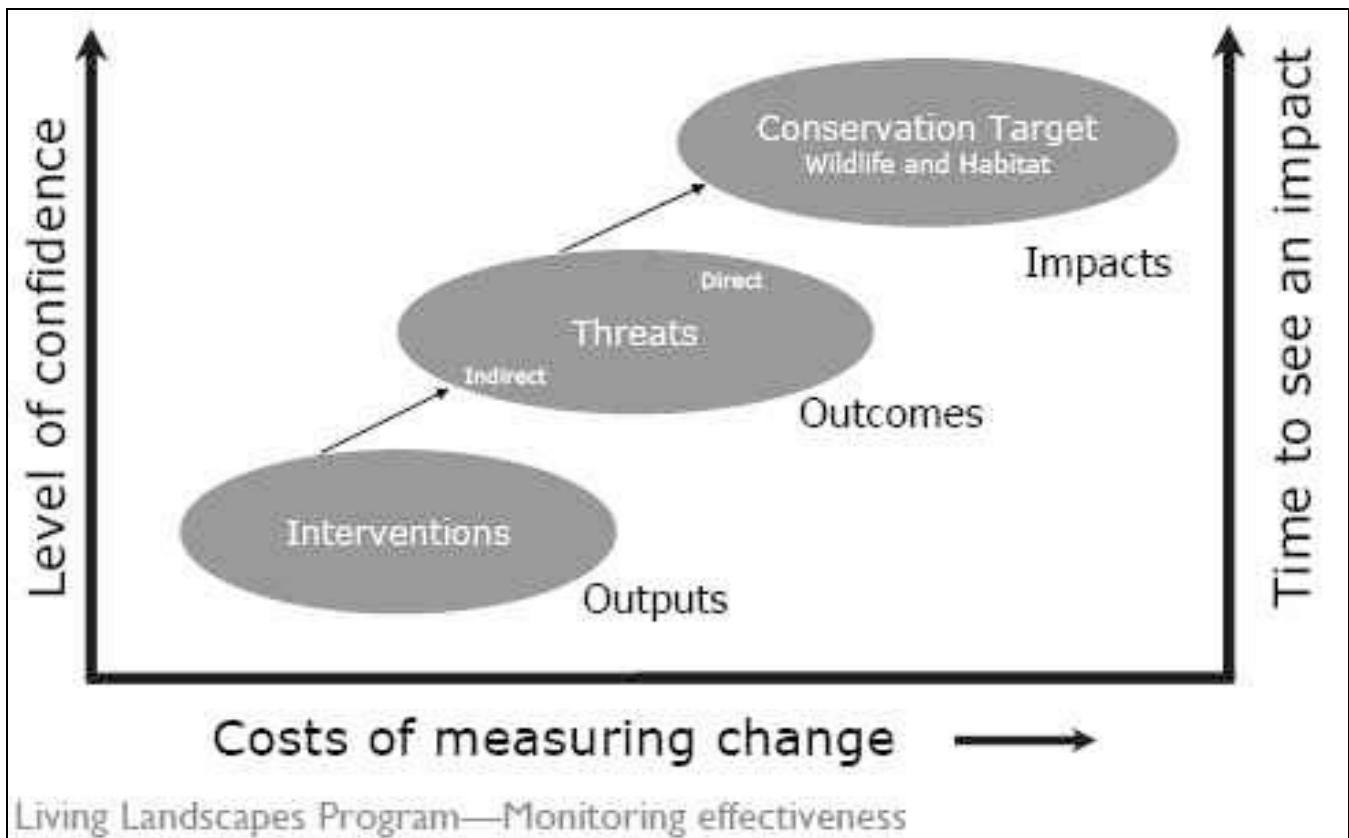 Level of confidence
Time to see an impact
Conservation Target
Wildlife and Habitat
Impacts
Direct
Threats
Indirect
Outcomes
Interventions
Outputs
Costs of measuring change
Living Landscapes Program—Monitoring effectiveness